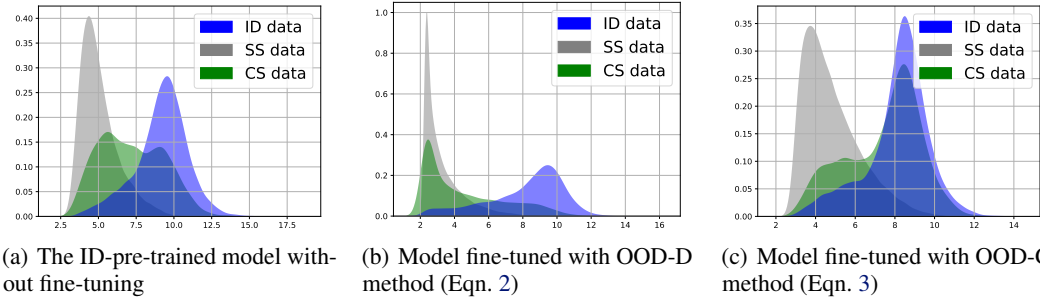 0.40
0.35
0.30
0.25
0.20
0.15
0.10
0.05
0.00
2.5 5.0 7.5 10.0 12.5 15.0 17.5
ID data
SS data
CS data
1.0
0.8
0.6
0.4
0.2
0.0
2 4 6 8 10 12 14 16
ID data
SS data
CS data
0.35
0.30
0.25
0.20
0.15
0.10
0.05
0.00
4 6 8 10 12 14
ID data
SS data
CS data
(a) The ID-pre-trained model with-
out fine-tuning
(b) Model fine-tuned with OOD-D
method (Eqn. 2)
(c) Model fine-tuned with OOD-C
method (Eqn. 3)